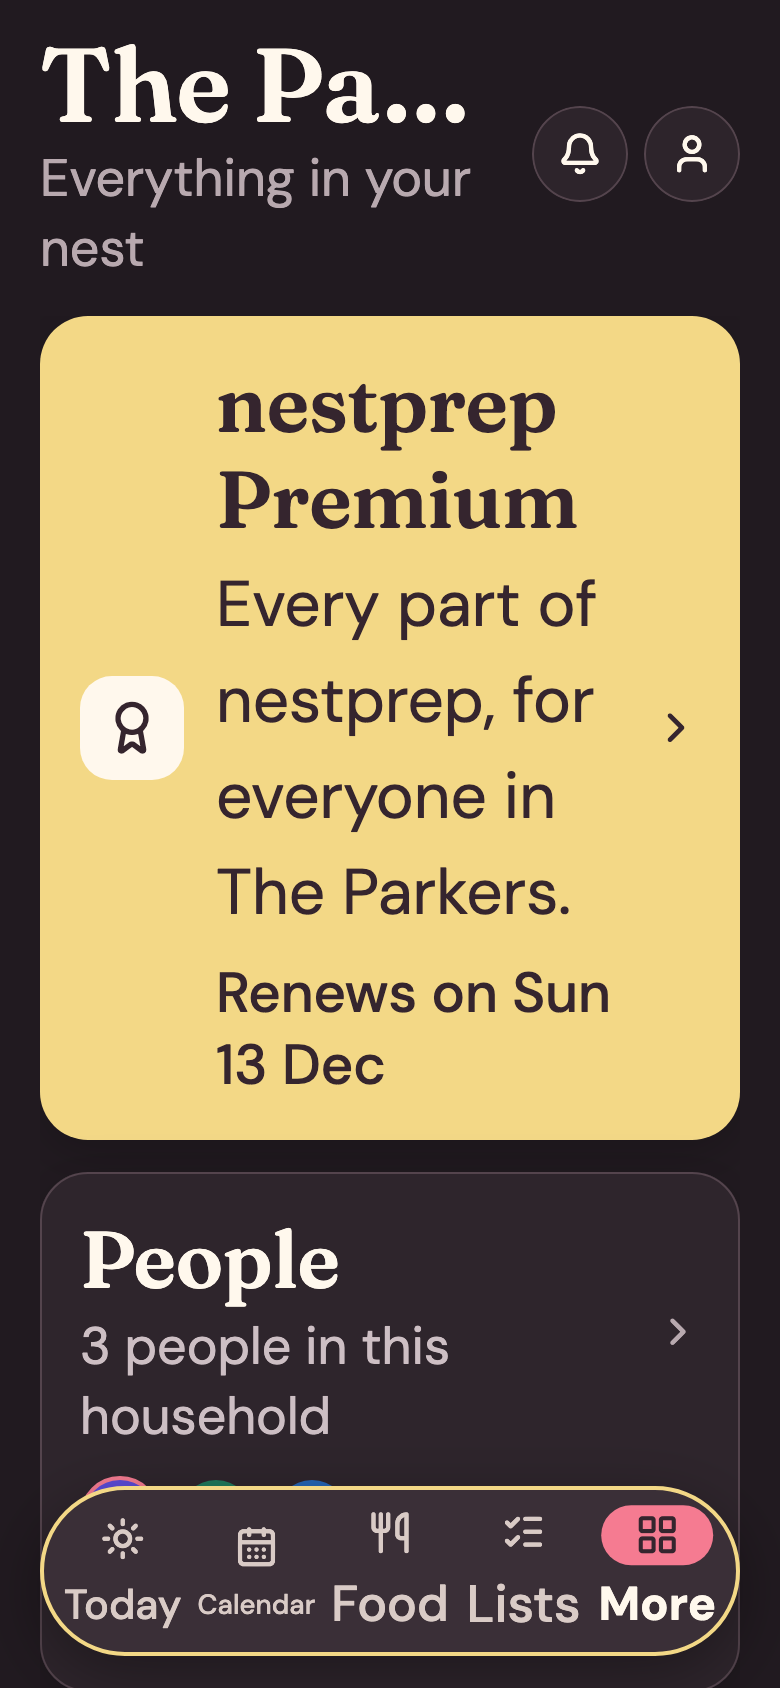 The Pa...
Everything in your
nest
nestprep
Premium
Every part of
nestprep, for
everyone in
The Parkers.
Renews on Sun
13 Dec
People
3 people in this
household
Today Calendar Food Lists More